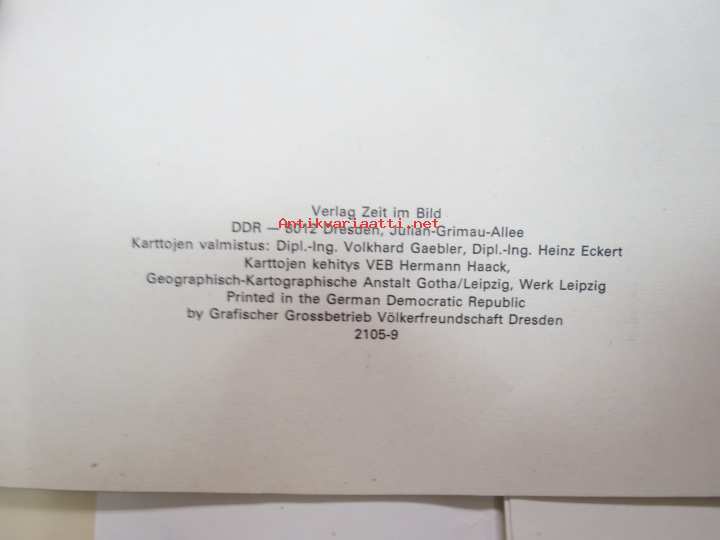 Verlag Zeit im Bild
Antikvariaatti.net
DDR — 8012 Dresden, Julian-Grimau-Allee
Karttojen valmistus: Dipl.-Ing. Volkhard Gaebler, Dipl.-Ing. Heinz Eckert
Karttojen kehitys VEB Hermann Haack,
Geographisch-Kartographische Anstalt Gotha/Leipzig, Werk Leipzig
Printed in the German Democratic Republic
by Grafischer Grossbetrieb Völkerfreundschaft Dresden
2105-9